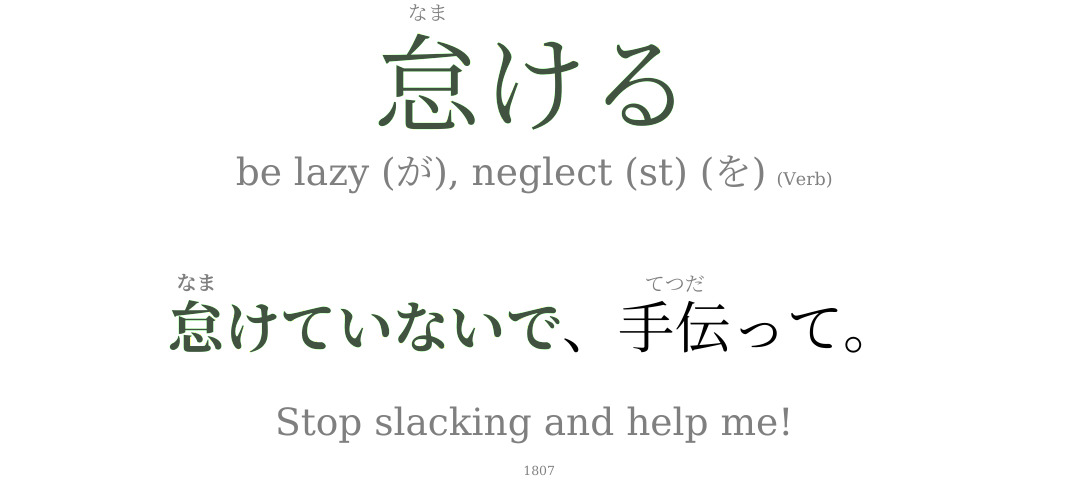 なま
怠ける
be lazy (が), neglect (st) (を) (Verb)
なま てつだ
怠けていないで、手伝って。
Stop slacking and help me!
1807